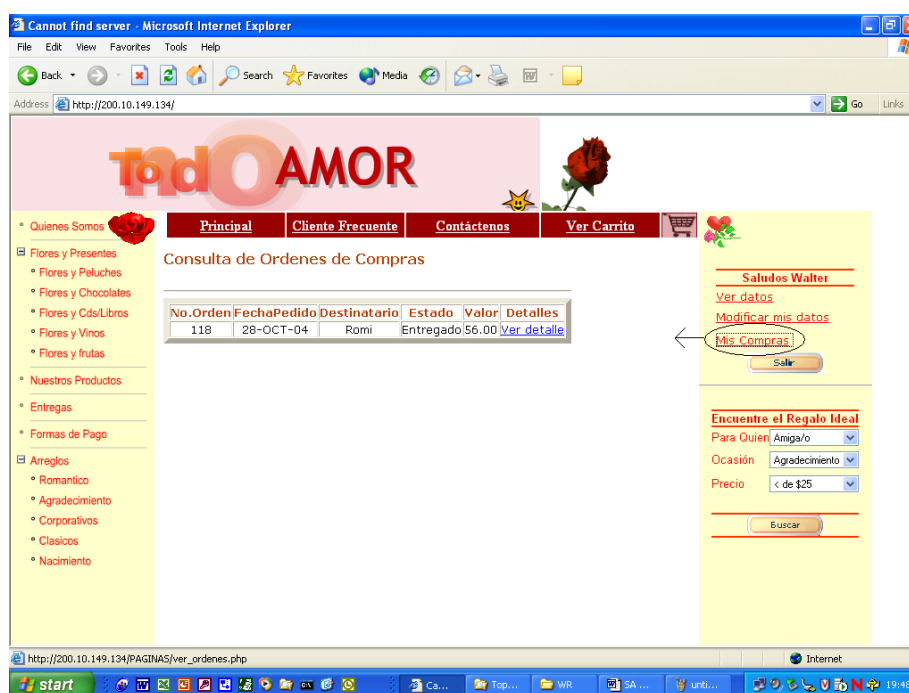 Cannot find server - Microsoft Internet Explorer
File Edit View Favorites Tools Help
Back Search Favorites Media
Address http://200.10.149.134/ Go Links
TodO AMOR
Principal Cliente Frecuente Contáctenos Ver Carrito
Quienes Somos
Flores y Presentes
Flores y Peluches
Flores y Chocolates
Flores y Cds/Libros
Flores y Vinos
Flores y frutas
Nuestros Productos
Entregas
Formas de Pago
Arreglos
Romantico
Agradecimiento
Corporativos
Clasicos
Nacimiento
Consulta de Ordenes de Compras
No.Orden FechaPedido Destinatario Estado Valor Detalles
118 28-OCT-04 Romi Entregado 56.00 Ver detalle
Saludos Walter
Ver datos
Modificar mis datos
Mis Compras
Salir
Encuentre el Regalo Ideal
Para Quien Amiga/o
Ocasión Agradecimiento
Precio < de $25
Buscar
http://200.10.149.134/PAGINAS/ver_ordenes.php Internet
start Ca... Top... WR SA ... unti... 19:48